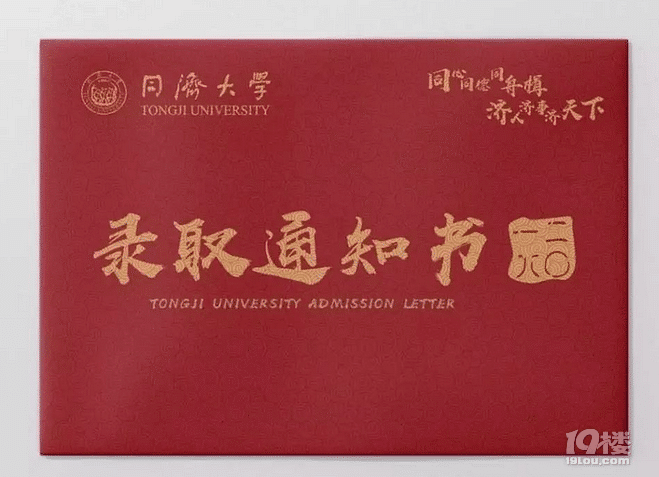 同濟大學
TONGJI UNIVERSITY
同心同德同舟楫
济人济事济天下
录取通知书
TONGJI UNIVERSITY ADMISSION LETTER
19楼
19lou.com